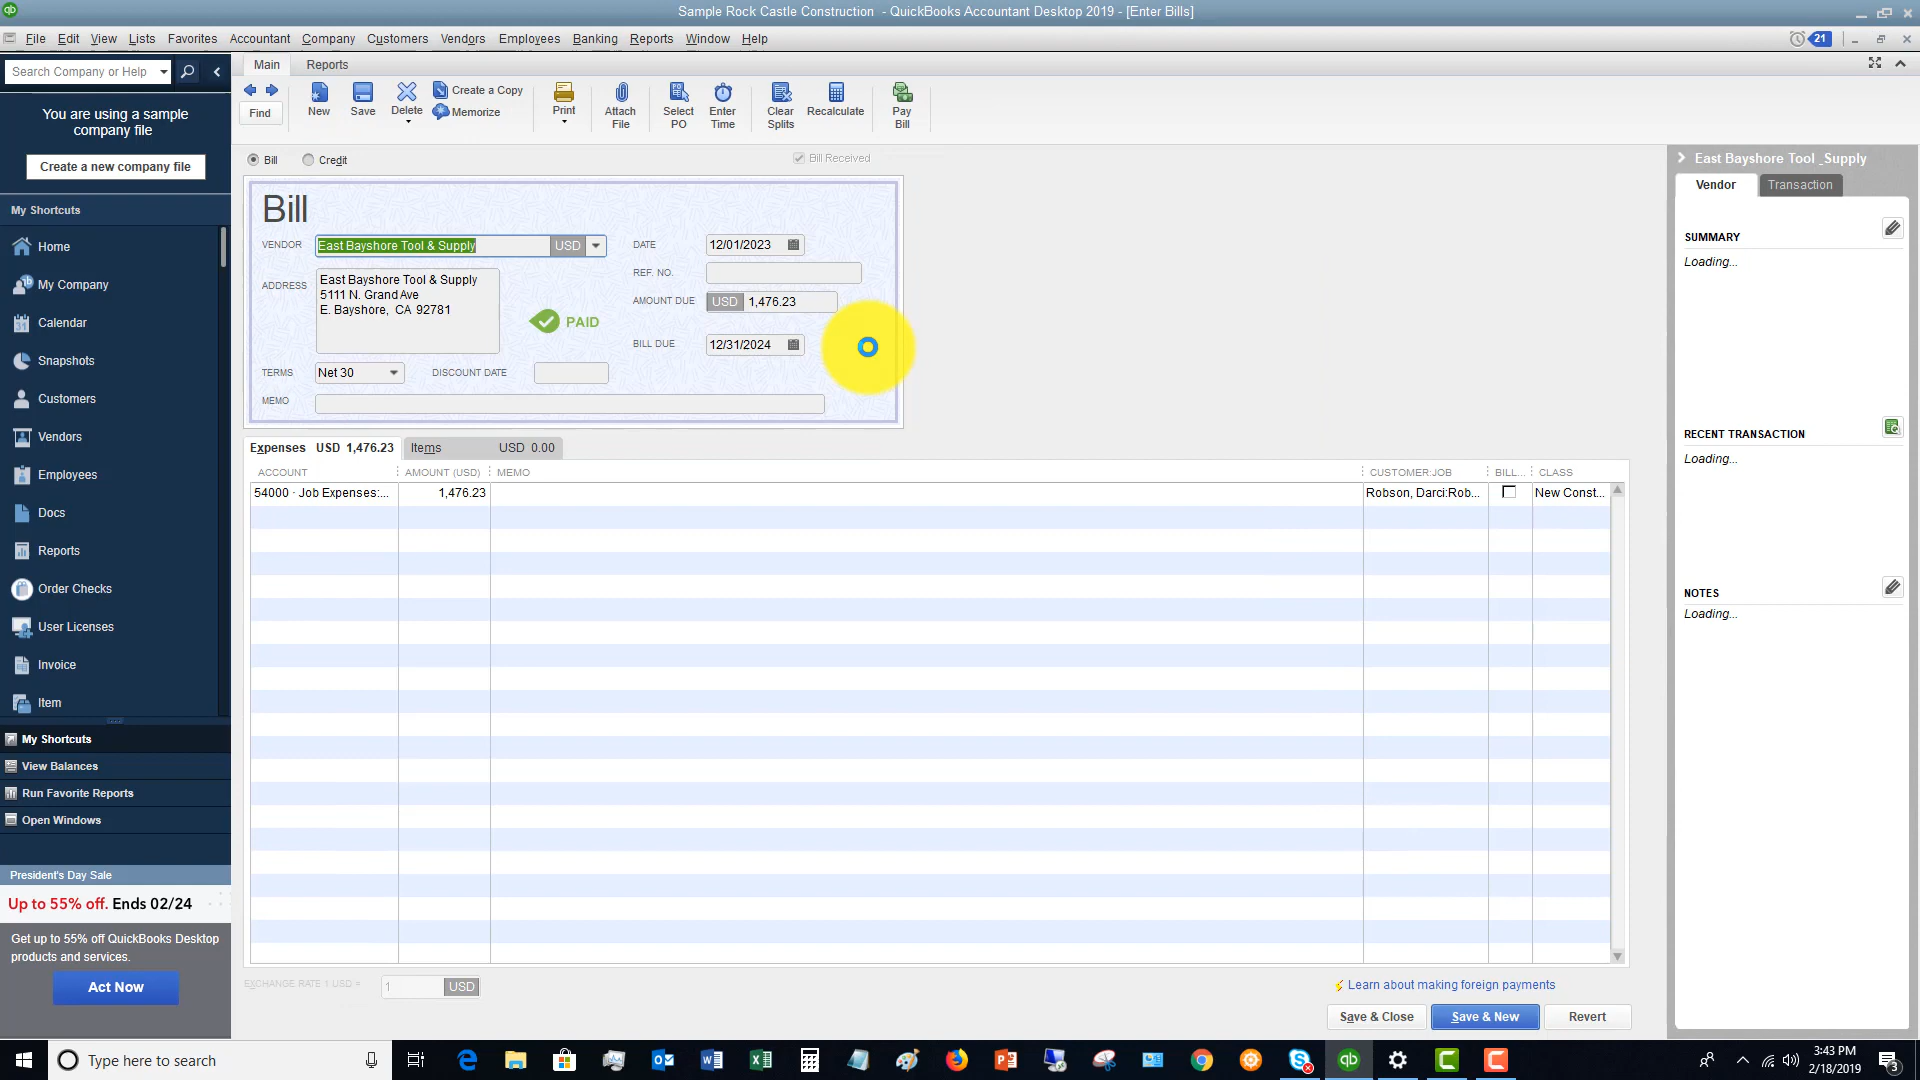 Sample Rock Castle Construction - QuickBooks Accountant Desktop 2019 - [Enter Bills]
File Edit View Lists Favorites Accountant Company Customers Vendors Employees Banking Reports Window Help
21
Search Company or Help
Main Reports
You are using a sample
company file
Create a new company file
Find
New
Save
Delete
Create a Copy
Memorize
Print
Attach
File
Select
PO
Enter
Time
Clear
Splits
Recalculate
Pay
Bill
Bill Credit
Bill Received
My Shortcuts
Home
My Company
Calendar
Snapshots
Customers
Vendors
Employees
Docs
Reports
Order Checks
User Licenses
Invoice
Item
My Shortcuts
View Balances
Run Favorite Reports
Open Windows
President's Day Sale
Up to 55% off. Ends 02/24
Get up to 55% off QuickBooks Desktop
products and services.
Act Now
Bill
VENDOR East Bayshore Tool & Supply USD
DATE 12/01/2023
REF. NO.
ADDRESS
East Bayshore Tool & Supply
5111 N. Grand Ave
E. Bayshore, CA 92781
PAID
AMOUNT DUE USD 1,476.23
BILL DUE 12/31/2024
TERMS Net 30 DISCOUNT DATE
MEMO
Expenses USD 1,476.23 Items USD 0.00
ACCOUNT AMOUNT (USD) MEMO CUSTOMER:JOB BILL... CLASS
54000 · Job Expenses:... 1,476.23 Robson, Darci:Rob... New Const...
EXCHANGE RATE 1 USD = 1 USD
Learn about making foreign payments
Save & Close Save & New Revert
East Bayshore Tool _Supply
Vendor Transaction
SUMMARY
Loading...
RECENT TRANSACTION
Loading...
NOTES
Loading...
Type here to search
3:43 PM
2/18/2019
3